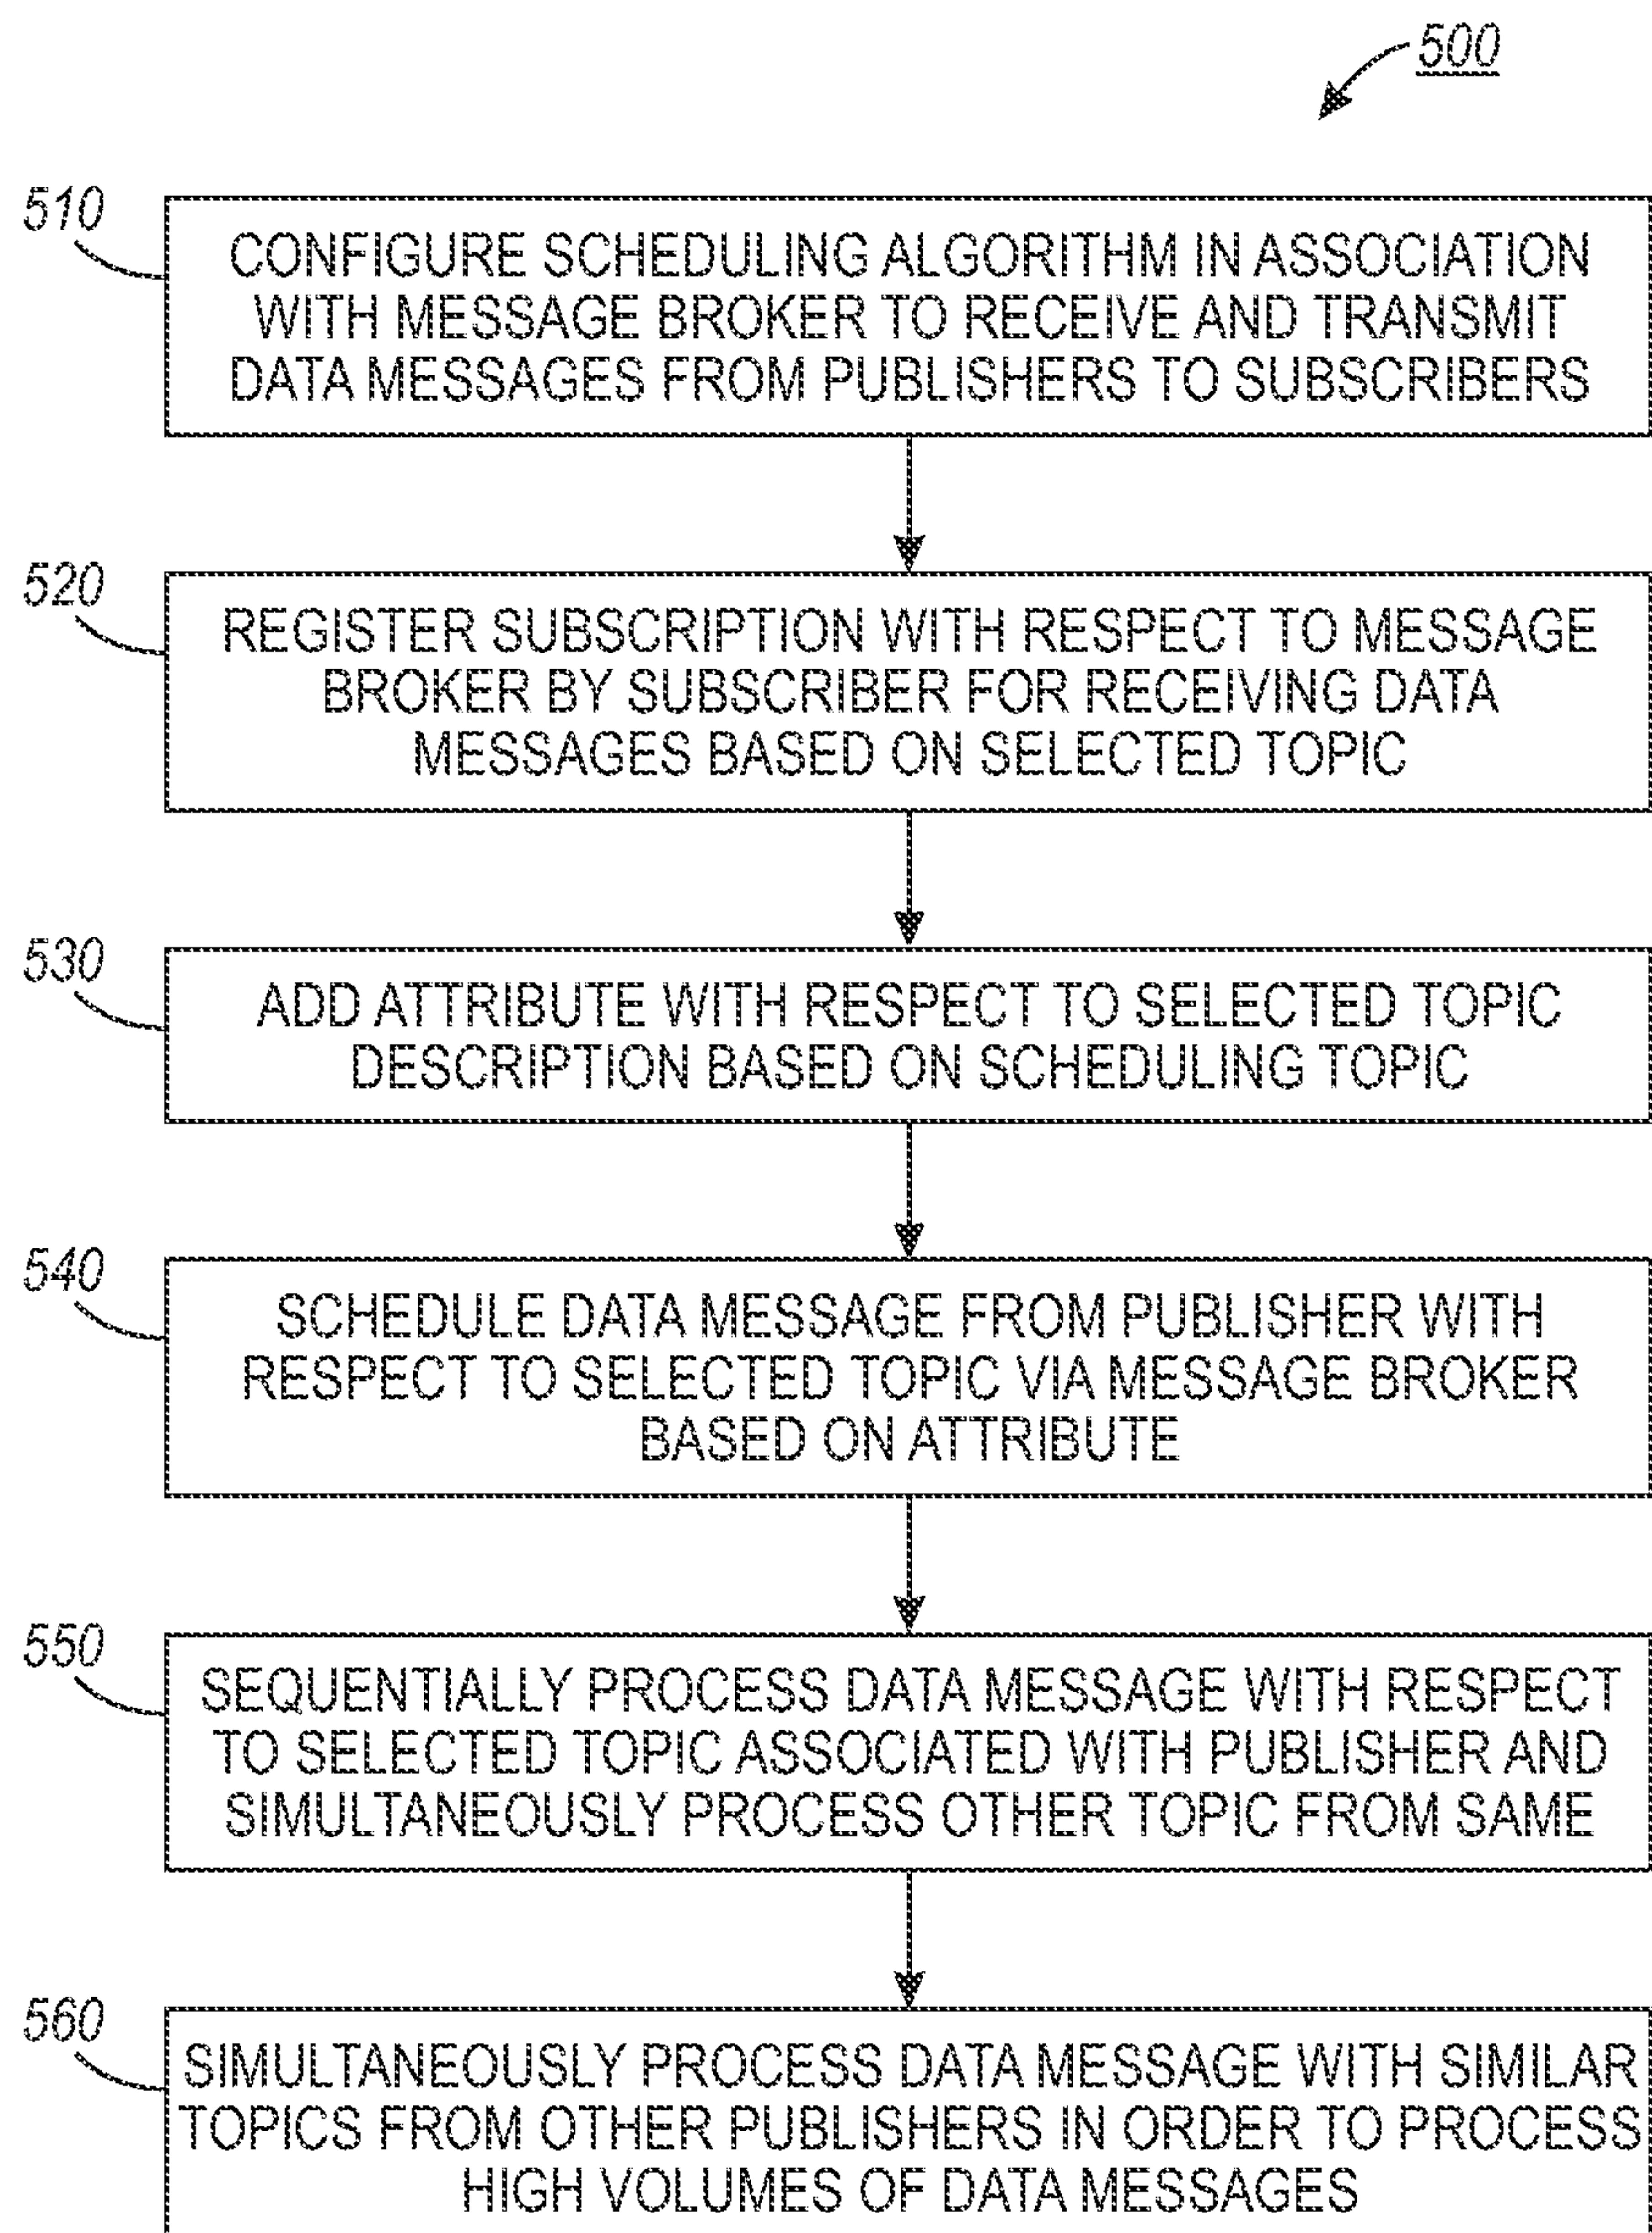 500
510
CONFIGURE SCHEDULING ALGORITHM IN ASSOCIATION
WITH MESSAGE BROKER TO RECEIVE AND TRANSMIT
DATA MESSAGES FROM PUBLISHERS TO SUBSCRIBERS
520
REGISTER SUBSCRIPTION WITH RESPECT TO MESSAGE
BROKER BY SUBSCRIBER FOR RECEIVING DATA
MESSAGES BASED ON SELECTED TOPIC
530
ADD ATTRIBUTE WITH RESPECT TO SELECTED TOPIC
DESCRIPTION BASED ON SCHEDULING TOPIC
540
SCHEDULE DATA MESSAGE FROM PUBLISHER WITH
RESPECT TO SELECTED TOPIC VIA MESSAGE BROKER
BASED ON ATTRIBUTE
550
SEQUENTIALLY PROCESS DATA MESSAGE WITH RESPECT
TO SELECTED TOPIC ASSOCIATED WITH PUBLISHER AND
SIMULTANEOUSLY PROCESS OTHER TOPIC FROM SAME
560
SIMULTANEOUSLY PROCESS DATA MESSAGE WITH SIMILAR
TOPICS FROM OTHER PUBLISHERS IN ORDER TO PROCESS
HIGH VOLUMES OF DATA MESSAGES